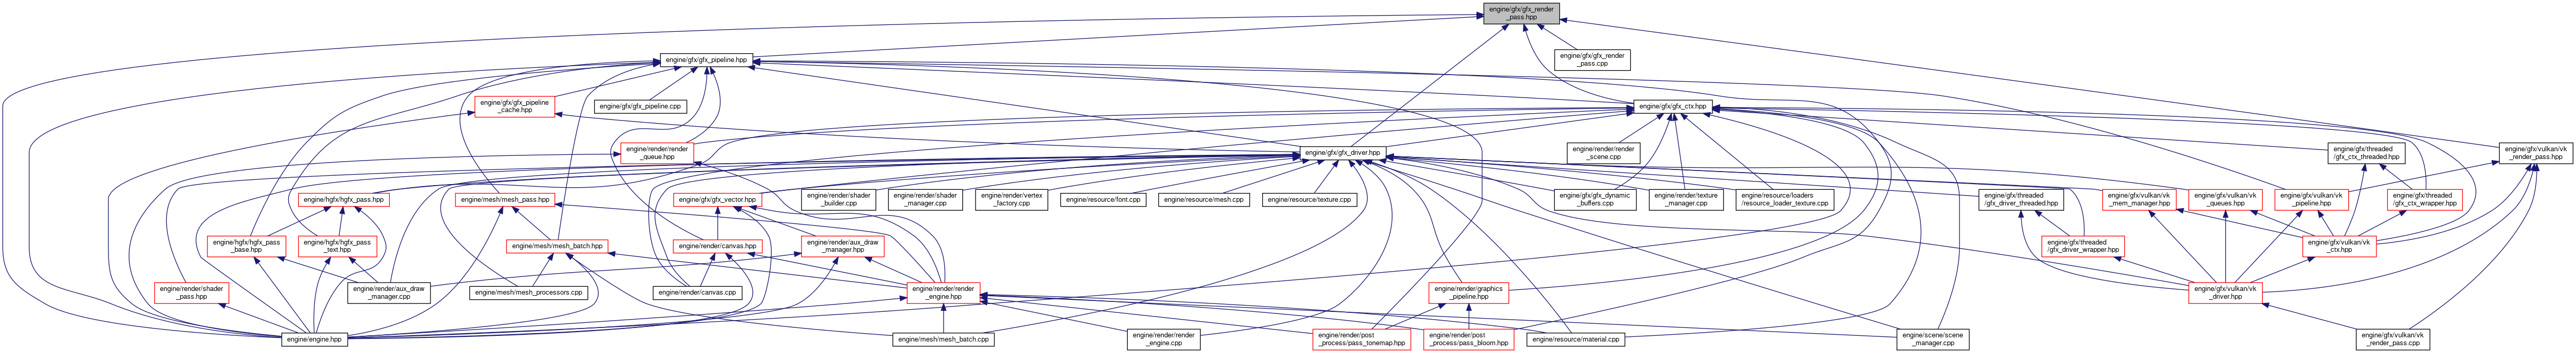 engine/gfx/gfx_render
_pass.hpp
engine/gfx/gfx_pipeline.hpp
engine/gfx/gfx_render
_pass.cpp
engine/gfx/gfx_pipeline
_cache.hpp
engine/gfx/gfx_pipeline.cpp
engine/gfx/gfx_ctx.hpp
engine/render/render
_queue.hpp
engine/gfx/gfx_driver.hpp
engine/render/render
_scene.cpp
engine/gfx/threaded
/gfx_ctx_threaded.hpp
engine/gfx/vulkan/vk
_render_pass.hpp
engine/hgfx/hgfx_pass.hpp
engine/mesh/mesh_pass.hpp
engine/gfx/gfx_vector.hpp
engine/render/shader
_builder.cpp
engine/render/shader
_manager.cpp
engine/render/vertex
_factory.cpp
engine/resource/font.cpp
engine/resource/mesh.cpp
engine/resource/texture.cpp
engine/gfx/gfx_dynamic
_buffers.cpp
engine/render/texture
_manager.cpp
engine/resource/loaders
/resource_loader_texture.cpp
engine/gfx/threaded
/gfx_driver_threaded.hpp
engine/gfx/vulkan/vk
_mem_manager.hpp
engine/gfx/vulkan/vk
_queues.hpp
engine/gfx/vulkan/vk
_pipeline.hpp
engine/gfx/threaded
/gfx_ctx_wrapper.hpp
engine/hgfx/hgfx_pass
_base.hpp
engine/hgfx/hgfx_pass
_text.hpp
engine/mesh/mesh_batch.hpp
engine/render/canvas.hpp
engine/render/aux_draw
_manager.hpp
engine/gfx/threaded
/gfx_driver_wrapper.hpp
engine/gfx/vulkan/vk
_ctx.hpp
engine/render/shader
_pass.hpp
engine/render/aux_draw
_manager.cpp
engine/mesh/mesh_processors.cpp
engine/render/canvas.cpp
engine/render/render
_engine.hpp
engine/render/graphics
_pipeline.hpp
engine/gfx/vulkan/vk
_driver.hpp
engine/engine.hpp
engine/mesh/mesh_batch.cpp
engine/render/render
_engine.cpp
engine/render/post
_process/pass_tonemap.hpp
engine/render/post
_process/pass_bloom.hpp
engine/resource/material.cpp
engine/scene/scene
_manager.cpp
engine/gfx/vulkan/vk
_render_pass.cpp